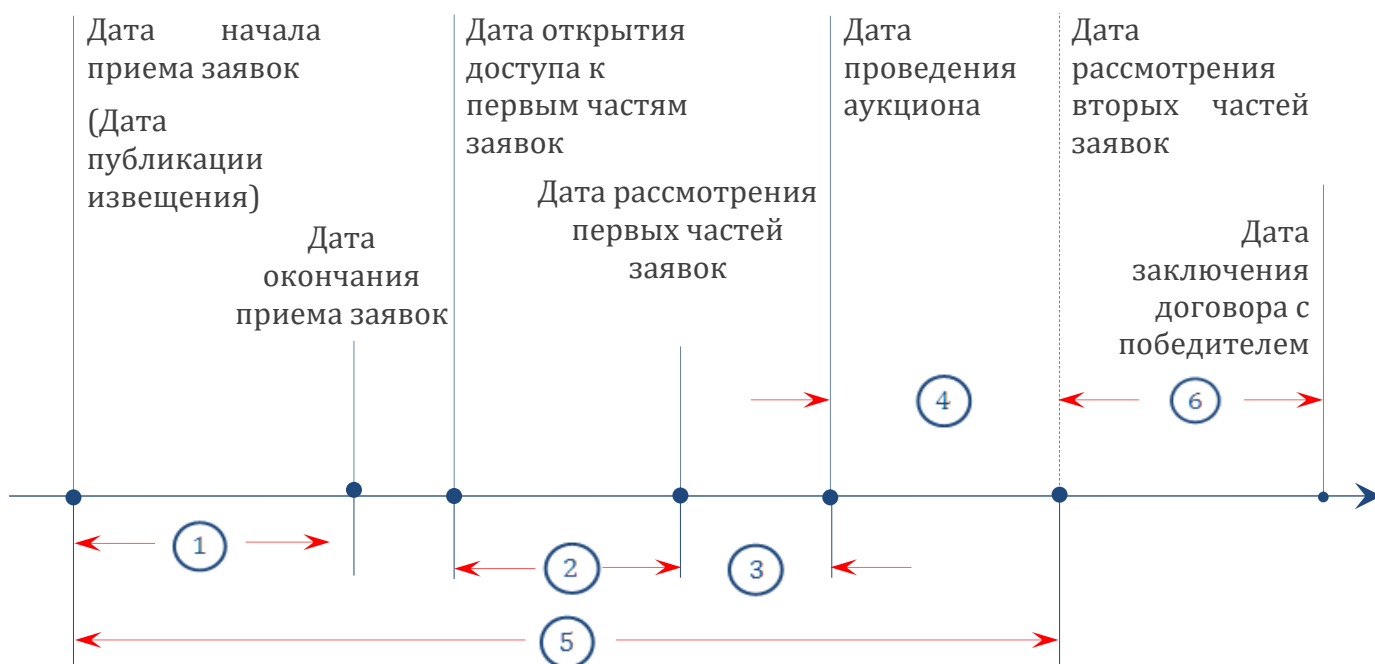 Дата начала
приема заявок
(Дата
публикации
извещения)
Дата
окончания
приема заявок
Дата открытия
доступа к
первым частям
заявок
Дата рассмотрения
первых частей
заявок
Дата
проведения
аукциона
Дата
рассмотрения
вторых частей
заявок
Дата
заключения
договора с
победителем
4
6
1
2
3
5